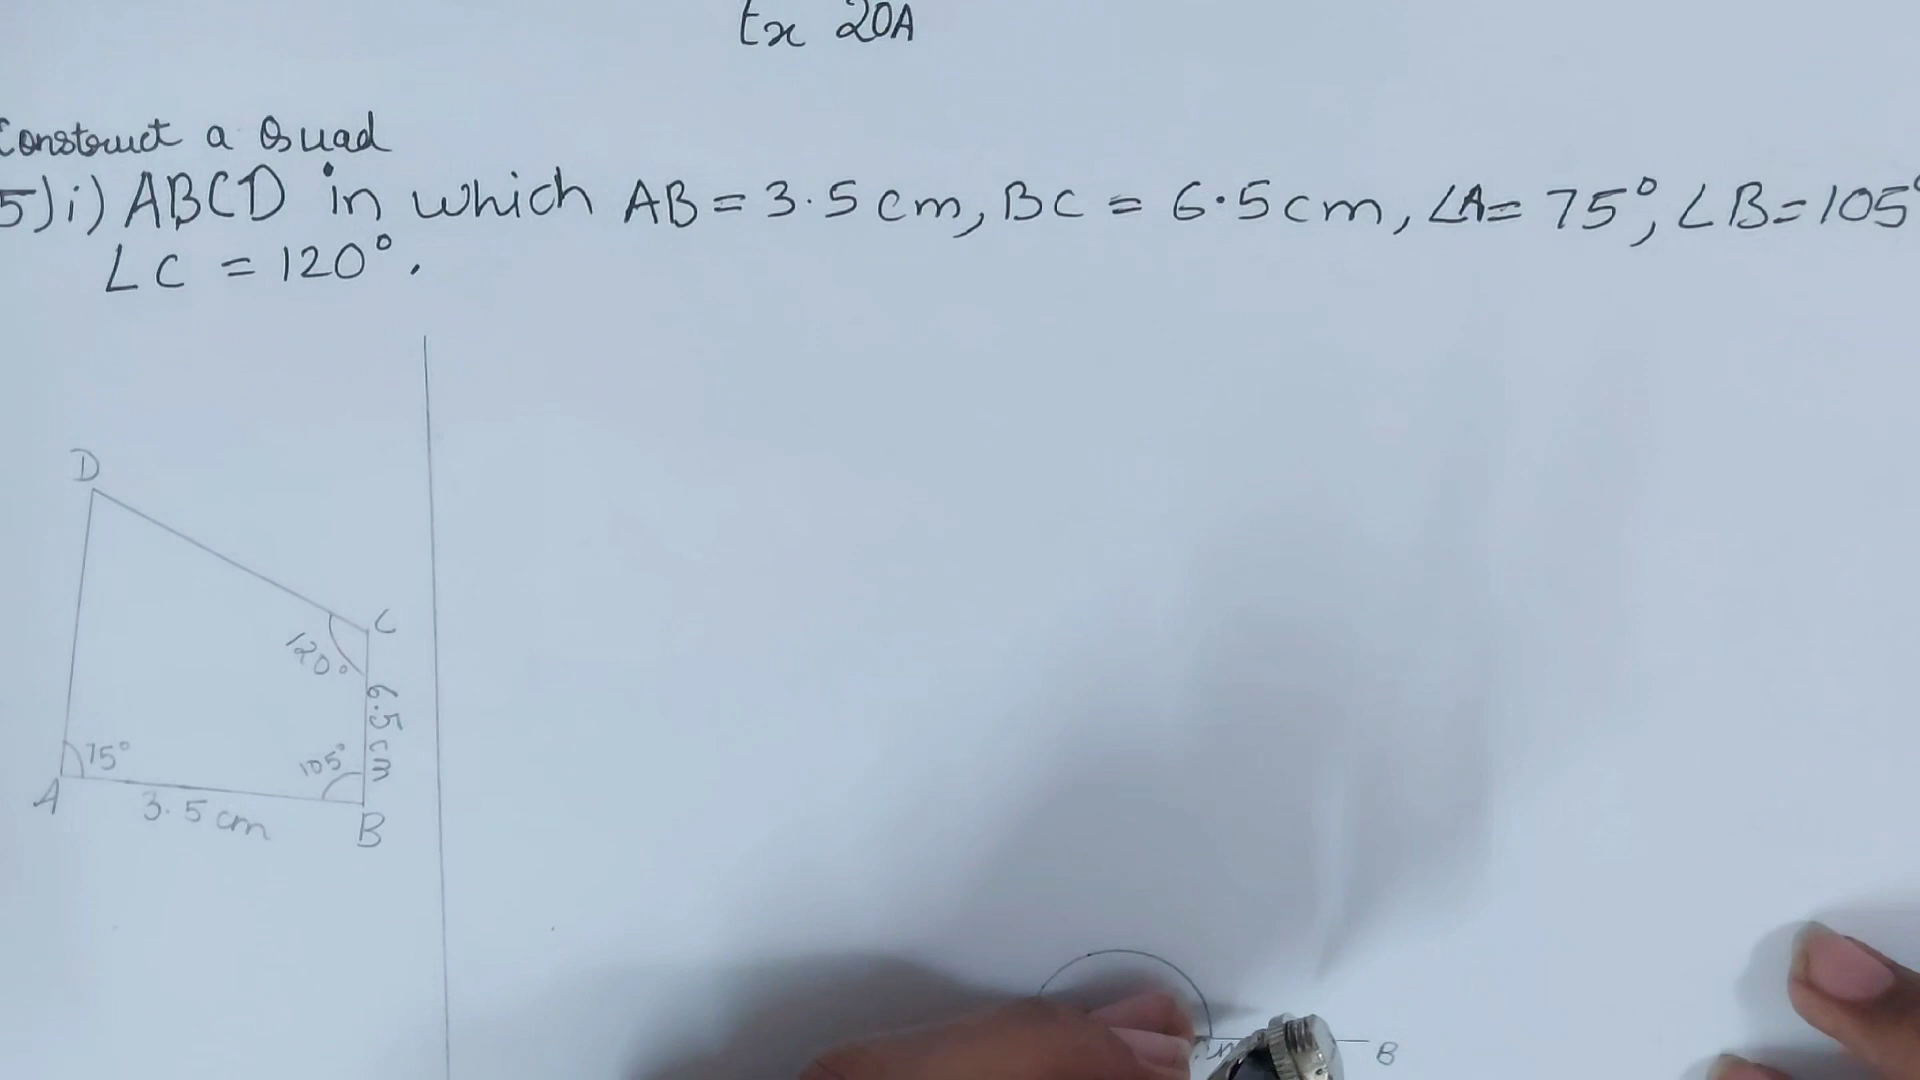 Ex 20A
Construct a Quad
5)i) ABCD in which AB = 3.5 cm, BC = 6.5 cm, ∠A = 75°, ∠B = 105°
∠C = 120°.
D
C
120°
6.5 cm
75°
105°
A
3.5 cm
B
B